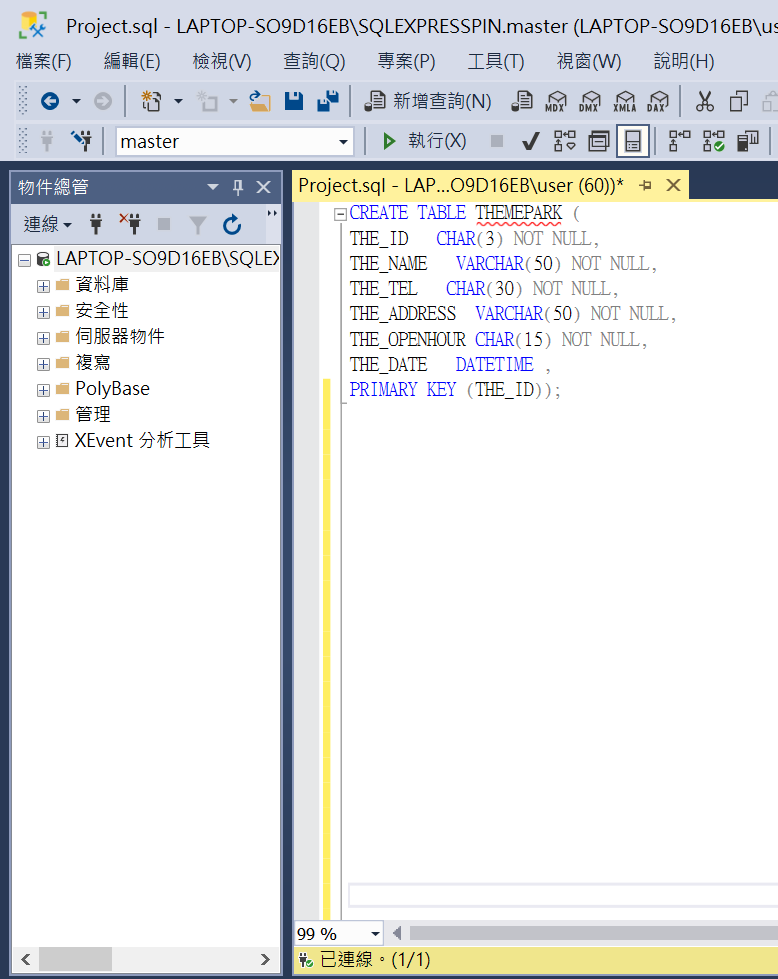 Project.sql - LAPTOP-SO9D16EB\SQLEXPRESSPIN.master (LAPTOP-SO9D16EB\us
檔案(F) 編輯(E) 檢視(V) 查詢(Q) 專案(P) 工具(T) 視窗(W) 說明(H)
新增查詢(N) MDX DMX XMLA DAX
master 執行(X)
物件總管
連線
LAPTOP-SO9D16EB\SQLEX
資料庫
安全性
伺服器物件
複寫
PolyBase
管理
XEvent 分析工具
Project.sql - LAP...O9D16EB\user (60))*
CREATE TABLE THEMEPARK (
THE_ID CHAR(3) NOT NULL,
THE_NAME VARCHAR(50) NOT NULL,
THE_TEL CHAR(30) NOT NULL,
THE_ADDRESS VARCHAR(50) NOT NULL,
THE_OPENHOUR CHAR(15) NOT NULL,
THE_DATE DATETIME ,
PRIMARY KEY (THE_ID));
99 %
已連線。(1/1)